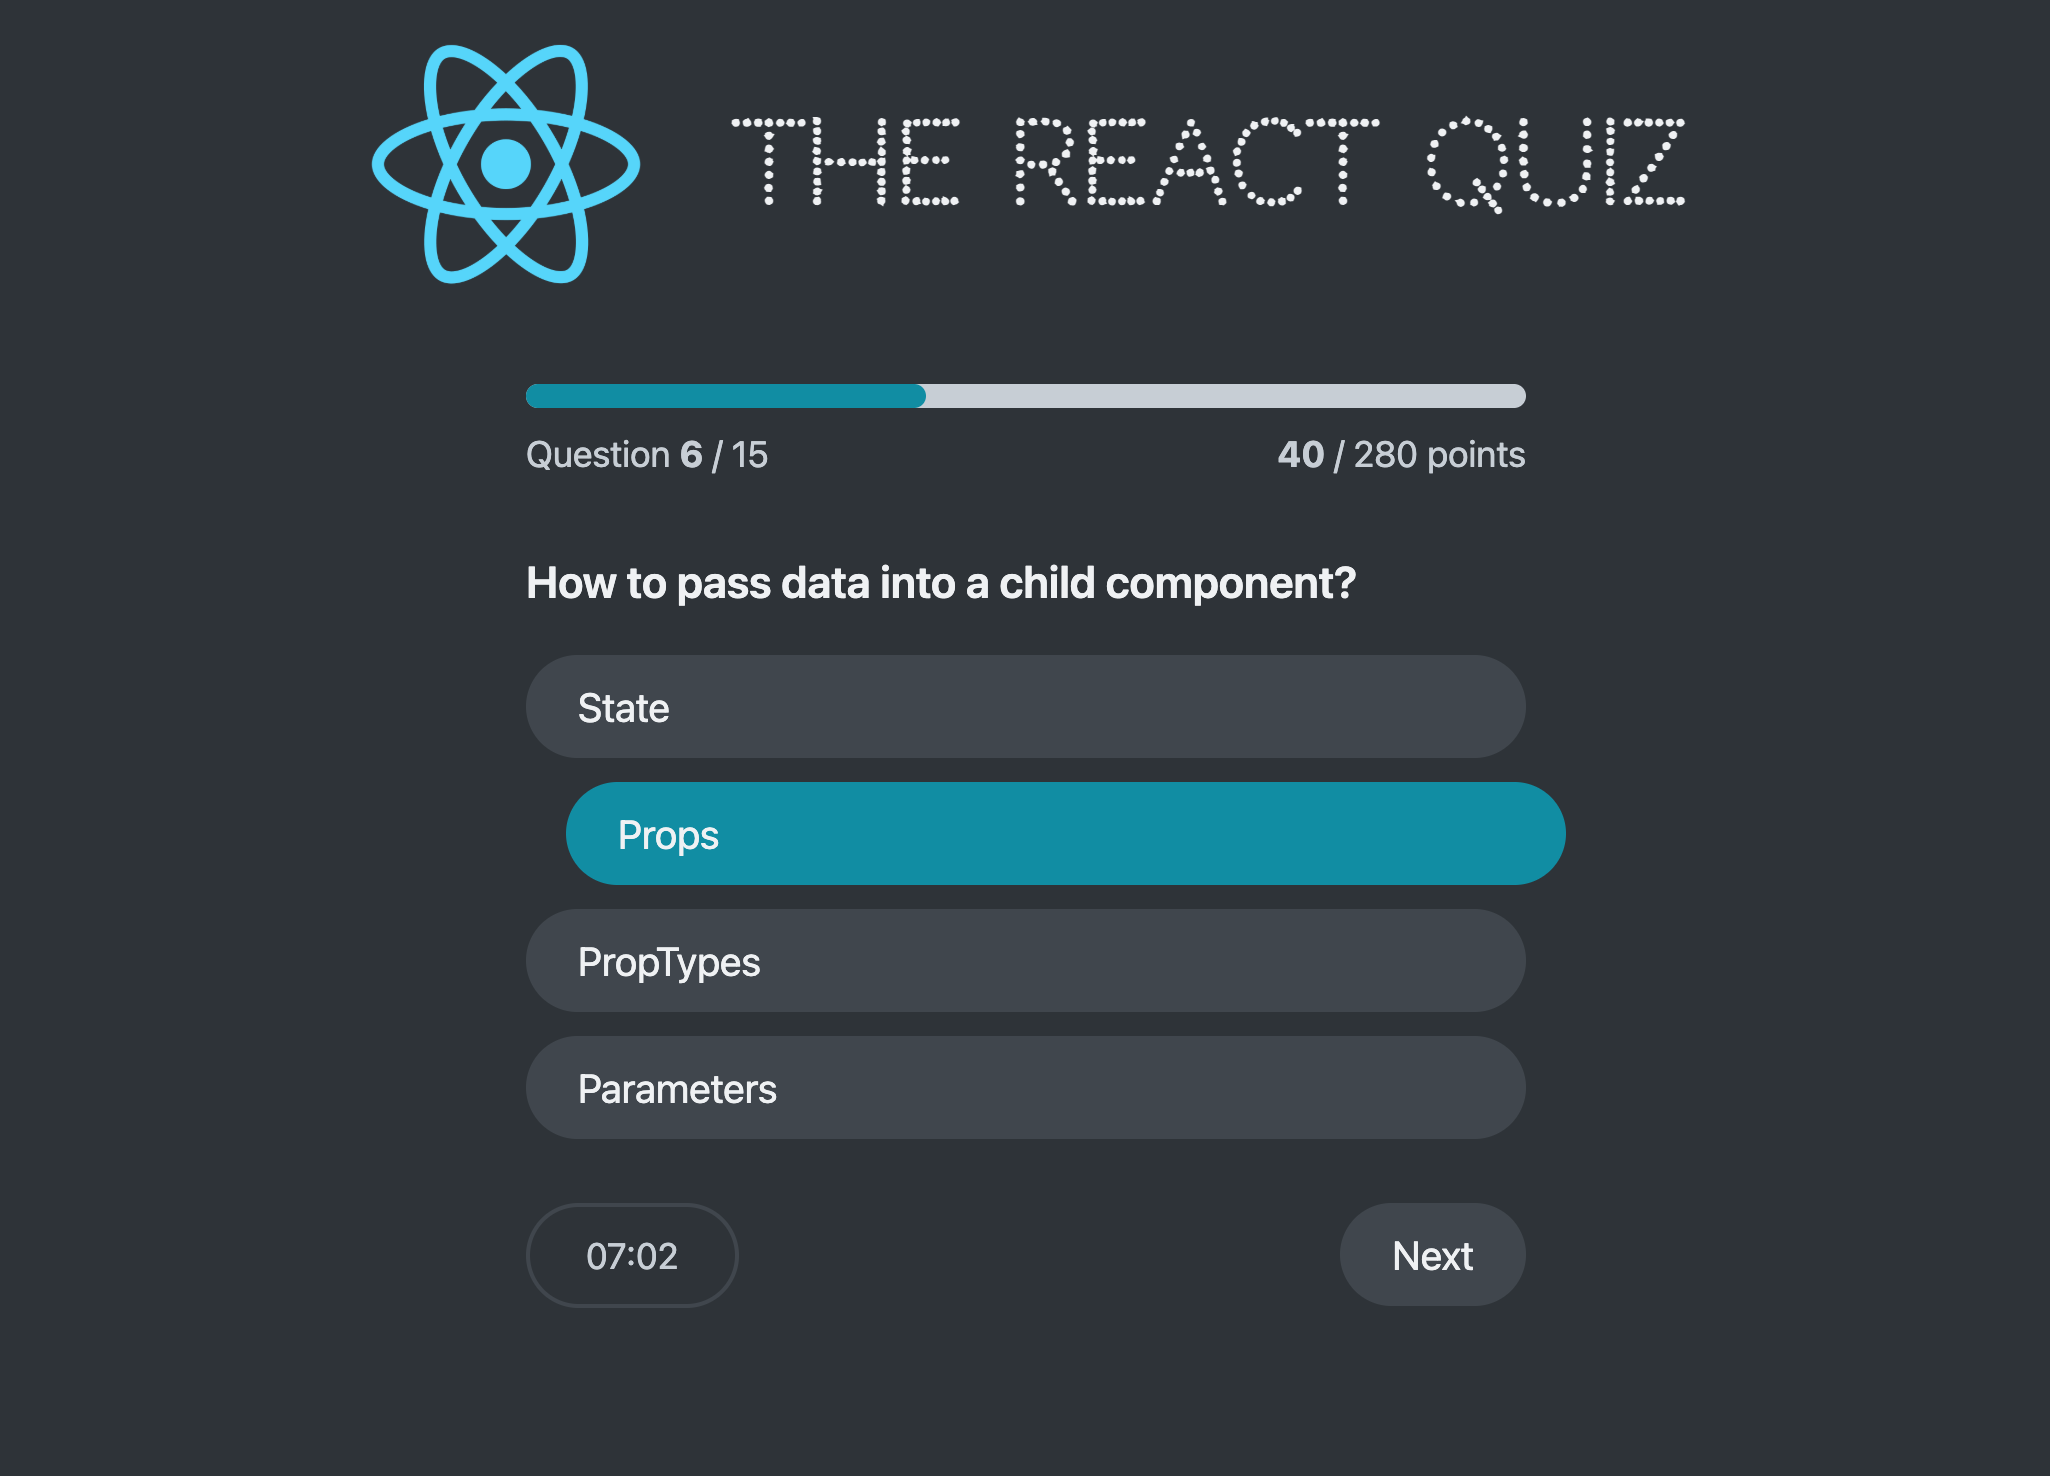 THE REACT QUIZ
Question 6 / 15
40 / 280 points
How to pass data into a child component?
State
Props
PropTypes
Parameters
07:02
Next